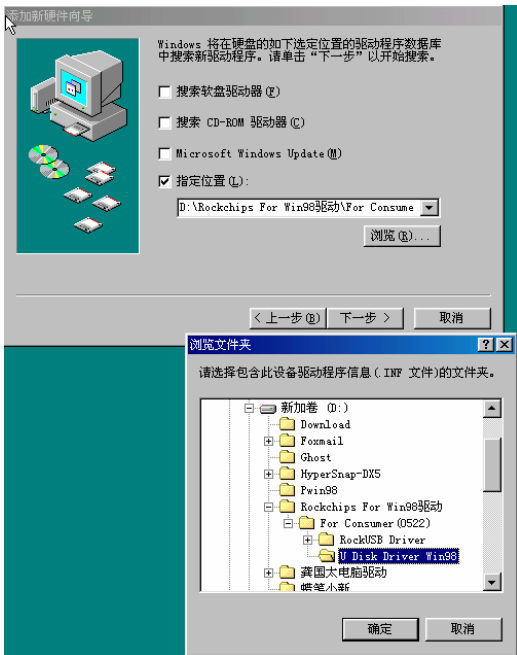 添加新硬件向导
Windows 将在硬盘的如下选定位置的驱动程序数据库
中搜索新驱动程序。请单击“下一步”以开始搜索。
搜索软盘驱动器(F)
搜索 CD-ROM 驱动器(C)
Microsoft Windows Update(M)
指定位置(L):
D:\Rockchips For Win98驱动\For Consume
浏览(R)...
< 上一步(B)
下一步 >
取消
浏览文件夹
请选择包含此设备驱动程序信息(.INF 文件)的文件夹。
新加卷 (D:)
Download
Foxmail
Ghost
HyperSnap-DX5
Pwin98
Rockchips For Win98驱动
For Consumer(0522)
RockUSB Driver
U Disk Driver Win98
龚国太电脑驱动
蜡笔小新
确定
取消